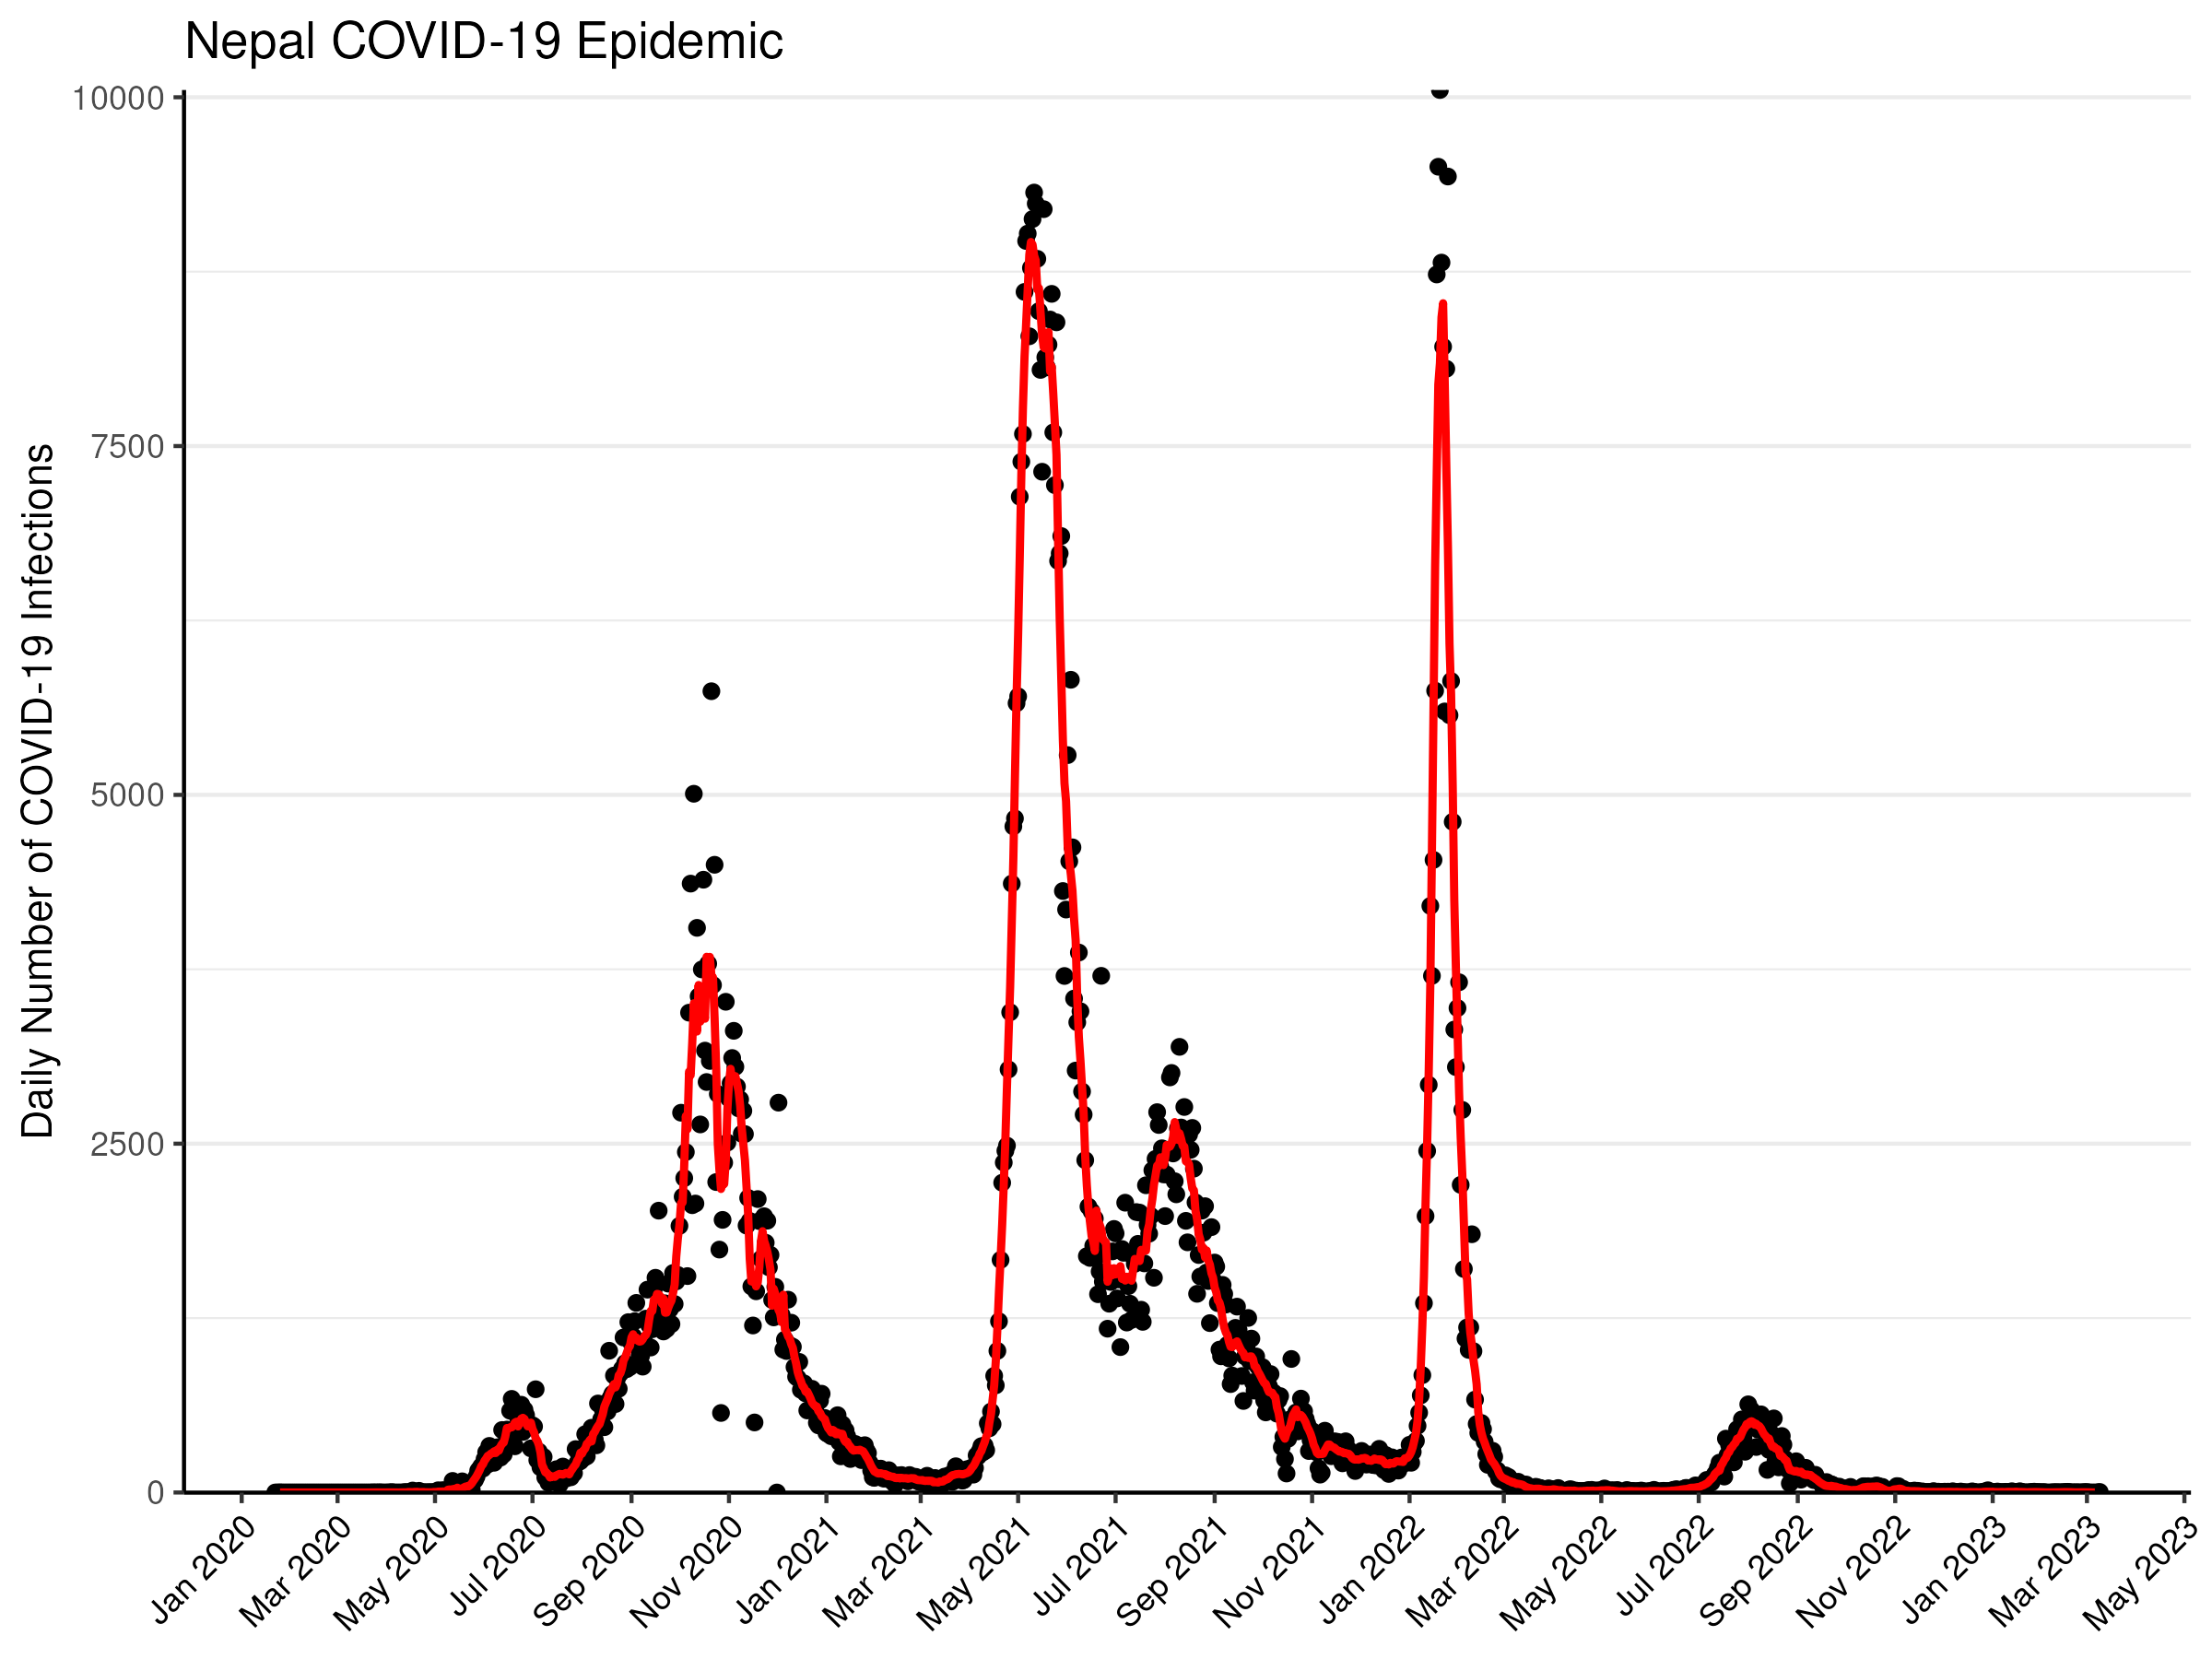 Nepal COVID-19 Epidemic
Daily Number of COVID-19 Infections
10000
7500
5000
2500
0
Jan 2020
Mar 2020
May 2020
Jul 2020
Sep 2020
Nov 2020
Jan 2021
Mar 2021
May 2021
Jul 2021
Sep 2021
Nov 2021
Jan 2022
Mar 2022
May 2022
Jul 2022
Sep 2022
Nov 2022
Jan 2023
Mar 2023
May 2023